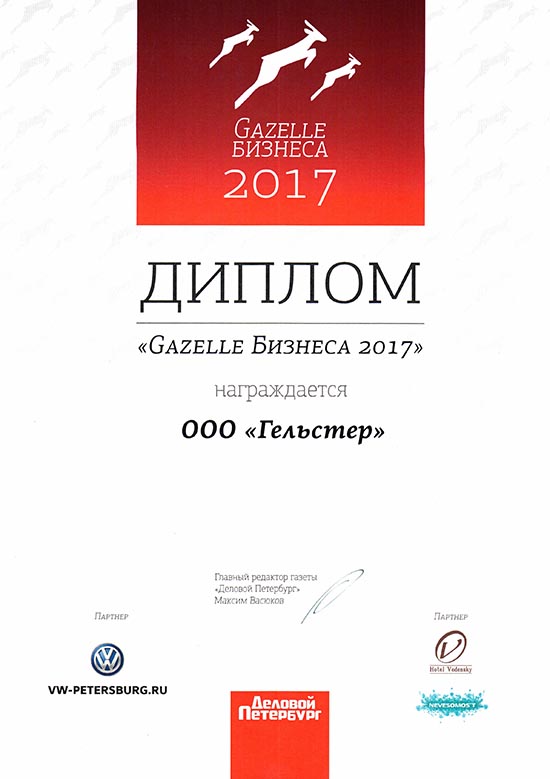 GAZELLE
БИЗНЕСА
2017
ДИПЛОМ
«GAZELLE БИЗНЕСА 2017»
награждается
ООО «Гельстер»
Главный редактор газеты
«Деловой Петербург»
Максим Васюков
ПАРТНЕР
VW-PETERSBURG.RU
ПАРТНЕР
Hotel Vedensky
NEVESOMOST
Деловой
Петербург